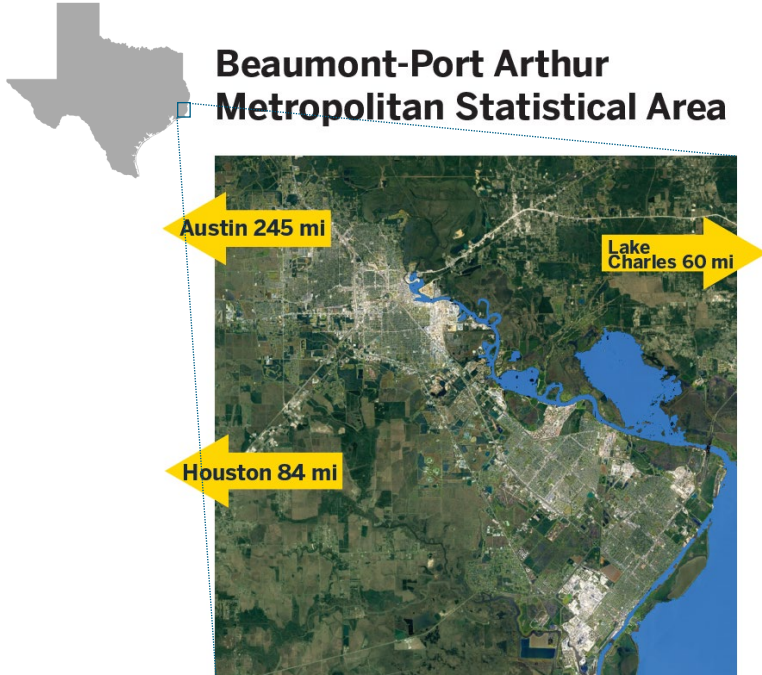 Beaumont-Port Arthur
Metropolitan Statistical Area
Austin 245 mi
Lake
Charles 60 mi
Houston 84 mi